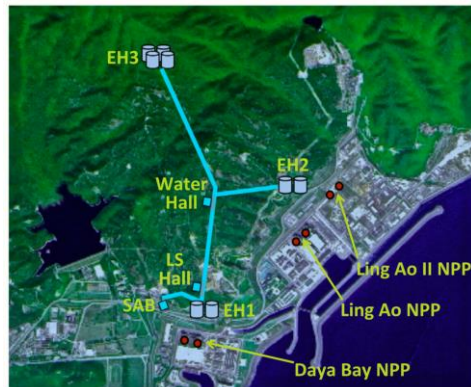 EH3
EH2
Water
Hall
LS
Hall
SAB
EH1
Ling Ao II NPP
Ling Ao NPP
Daya Bay NPP